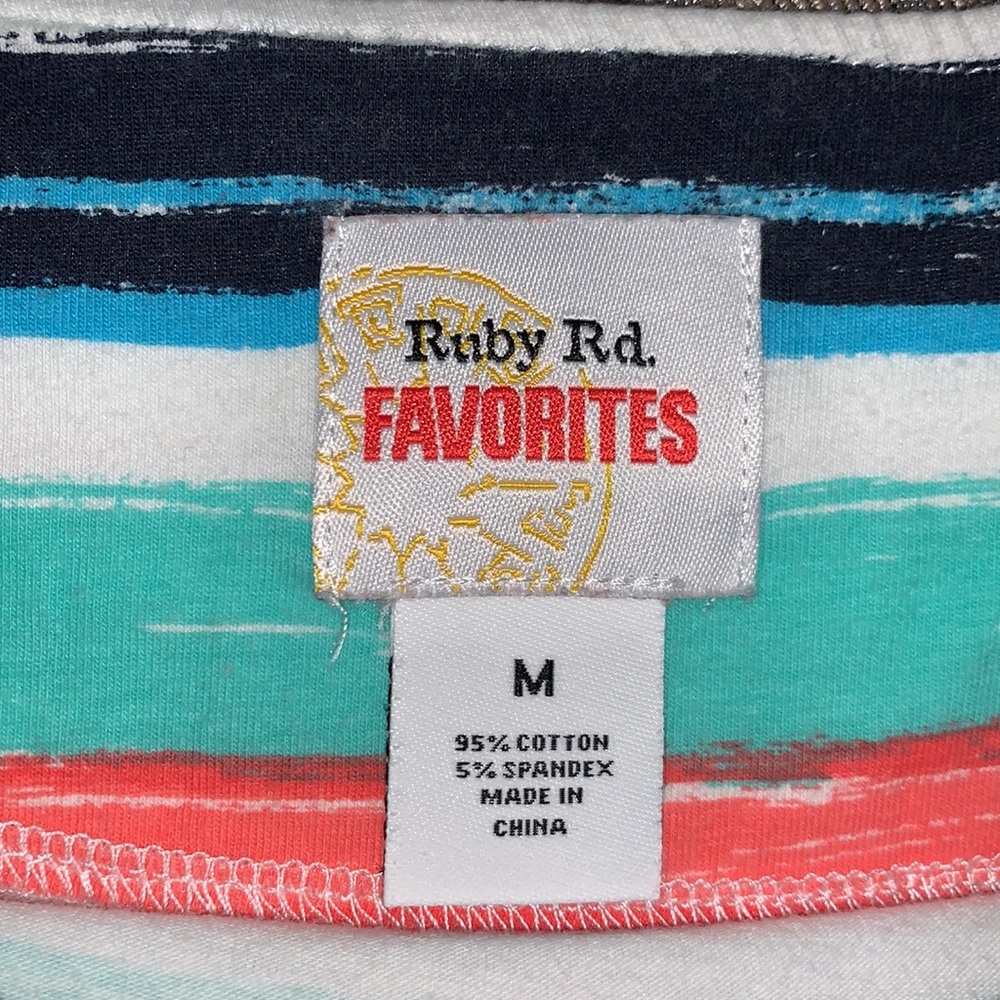 Ruby Rd.
FAVORITES
M
95% COTTON
5% SPANDEX
MADE IN
CHINA